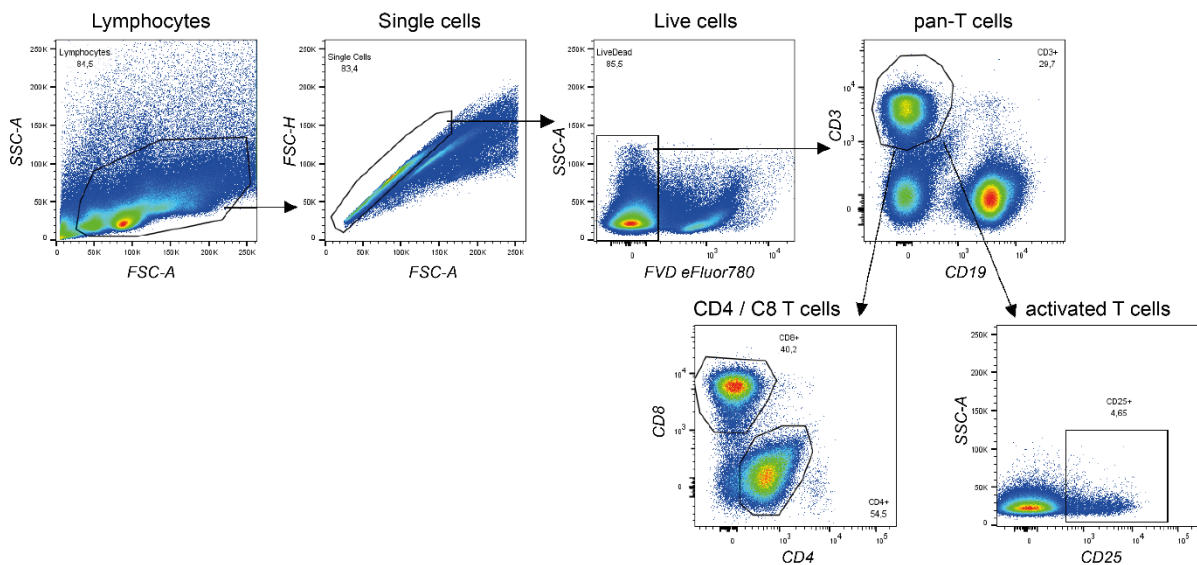 Lymphocytes
Single cells
Live cells
pan-T cells
250K
200K
150K
100K
50K
0
Lymphocytes
84,5
SSC-A
0
50K
100K
150K
200K
250K
FSC-A
250K
200K
150K
100K
50K
0
Single Cells
83,4
FSC-H
0
50K
100K
150K
200K
250K
FSC-A
250K
200K
150K
100K
50K
0
LiveDead
85,5
SSC-A
0
10³
10⁴
FVD eFluor780
10⁴
10³
0
CD3+
29,7
CD3
0
10³
10⁴
CD19
CD4 / C8 T cells
activated T cells
10⁴
10³
0
CD8+
40,2
CD8
CD4+
54,5
0
10³
10⁴
10⁵
CD4
250K
200K
150K
100K
50K
0
CD25+
4,65
SSC-A
0
10³
10⁴
10⁵
CD25